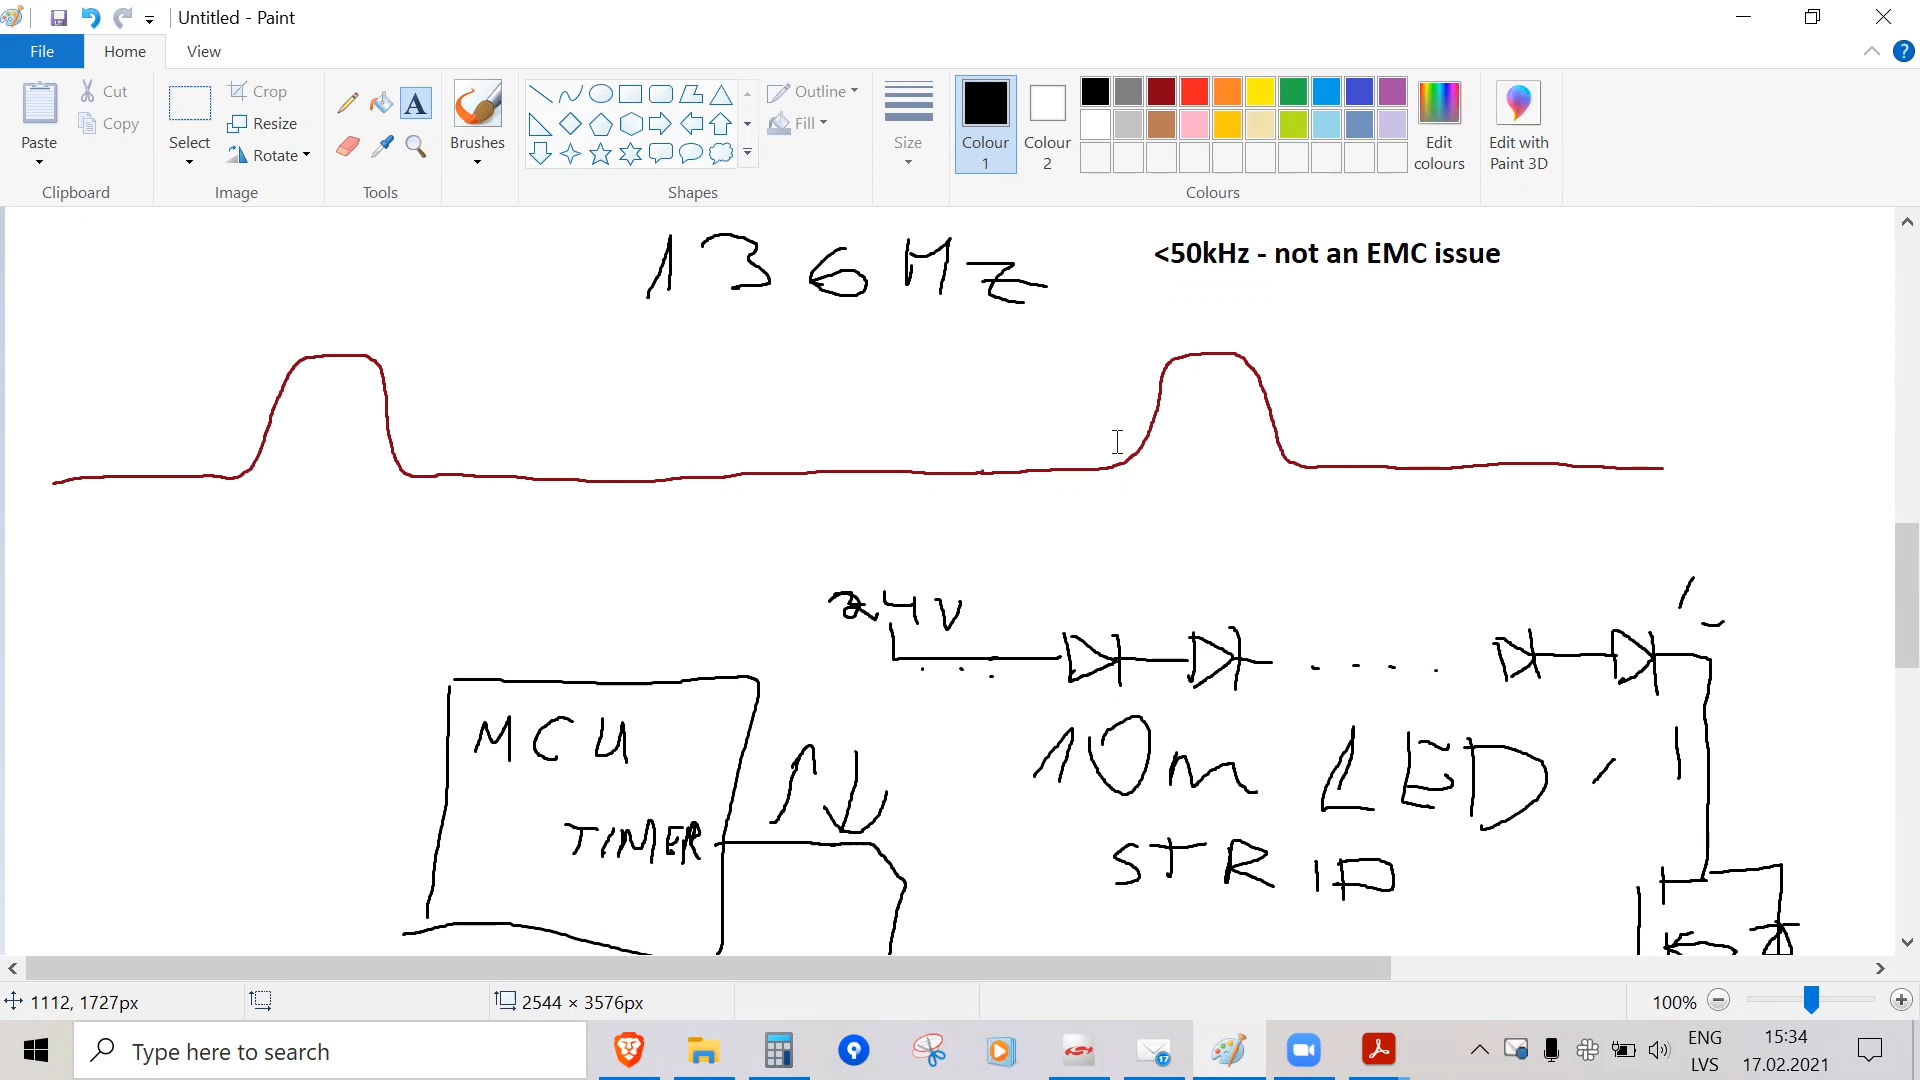 Untitled - Paint
File
Home
View
Paste
Cut
Copy
Clipboard
Select
Crop
Resize
Rotate
Image
A
Tools
Brushes
Shapes
Outline
Fill
Size
Colour 1
Colour 2
Edit colours
Colours
Edit with Paint 3D
?
136 Hz
<50kHz - not an EMC issue
24V
MCU
TIMER
10m LED
STRIP
1112, 1727px
2544 × 3576px
100%
Type here to search
17
ENG
LVS
15:34
17.02.2021